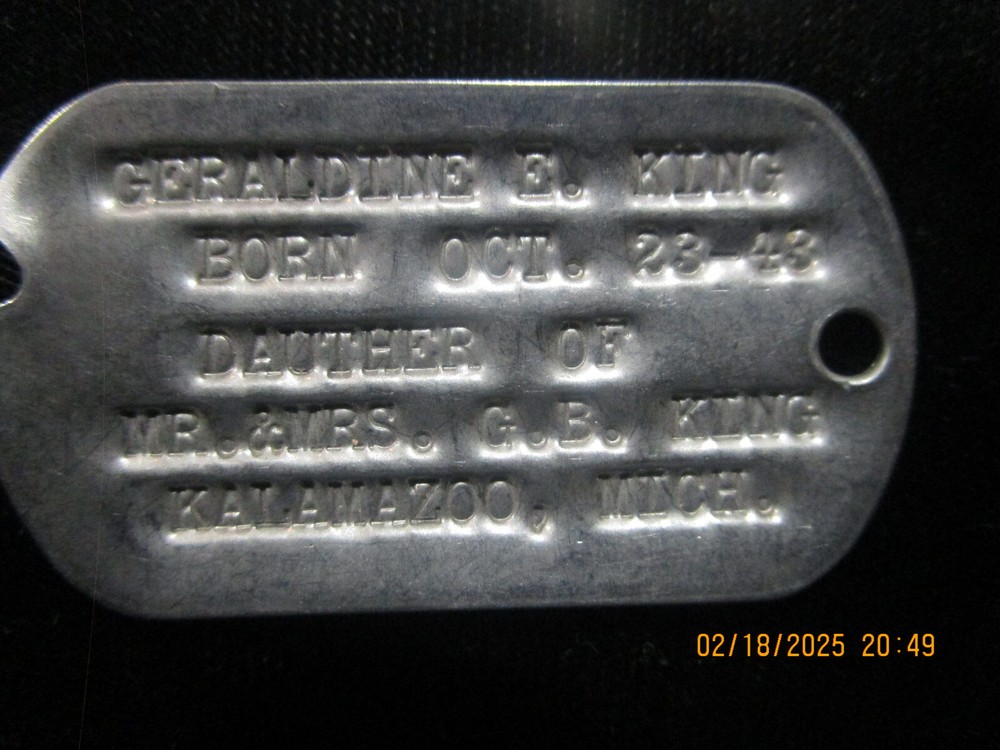 GERALDINE E. KING
BORN OCT. 23-43
DAUTHER OF
MR.&MRS. G.B. KING
KALAMAZOO, MICH.
02/18/2025 20:49